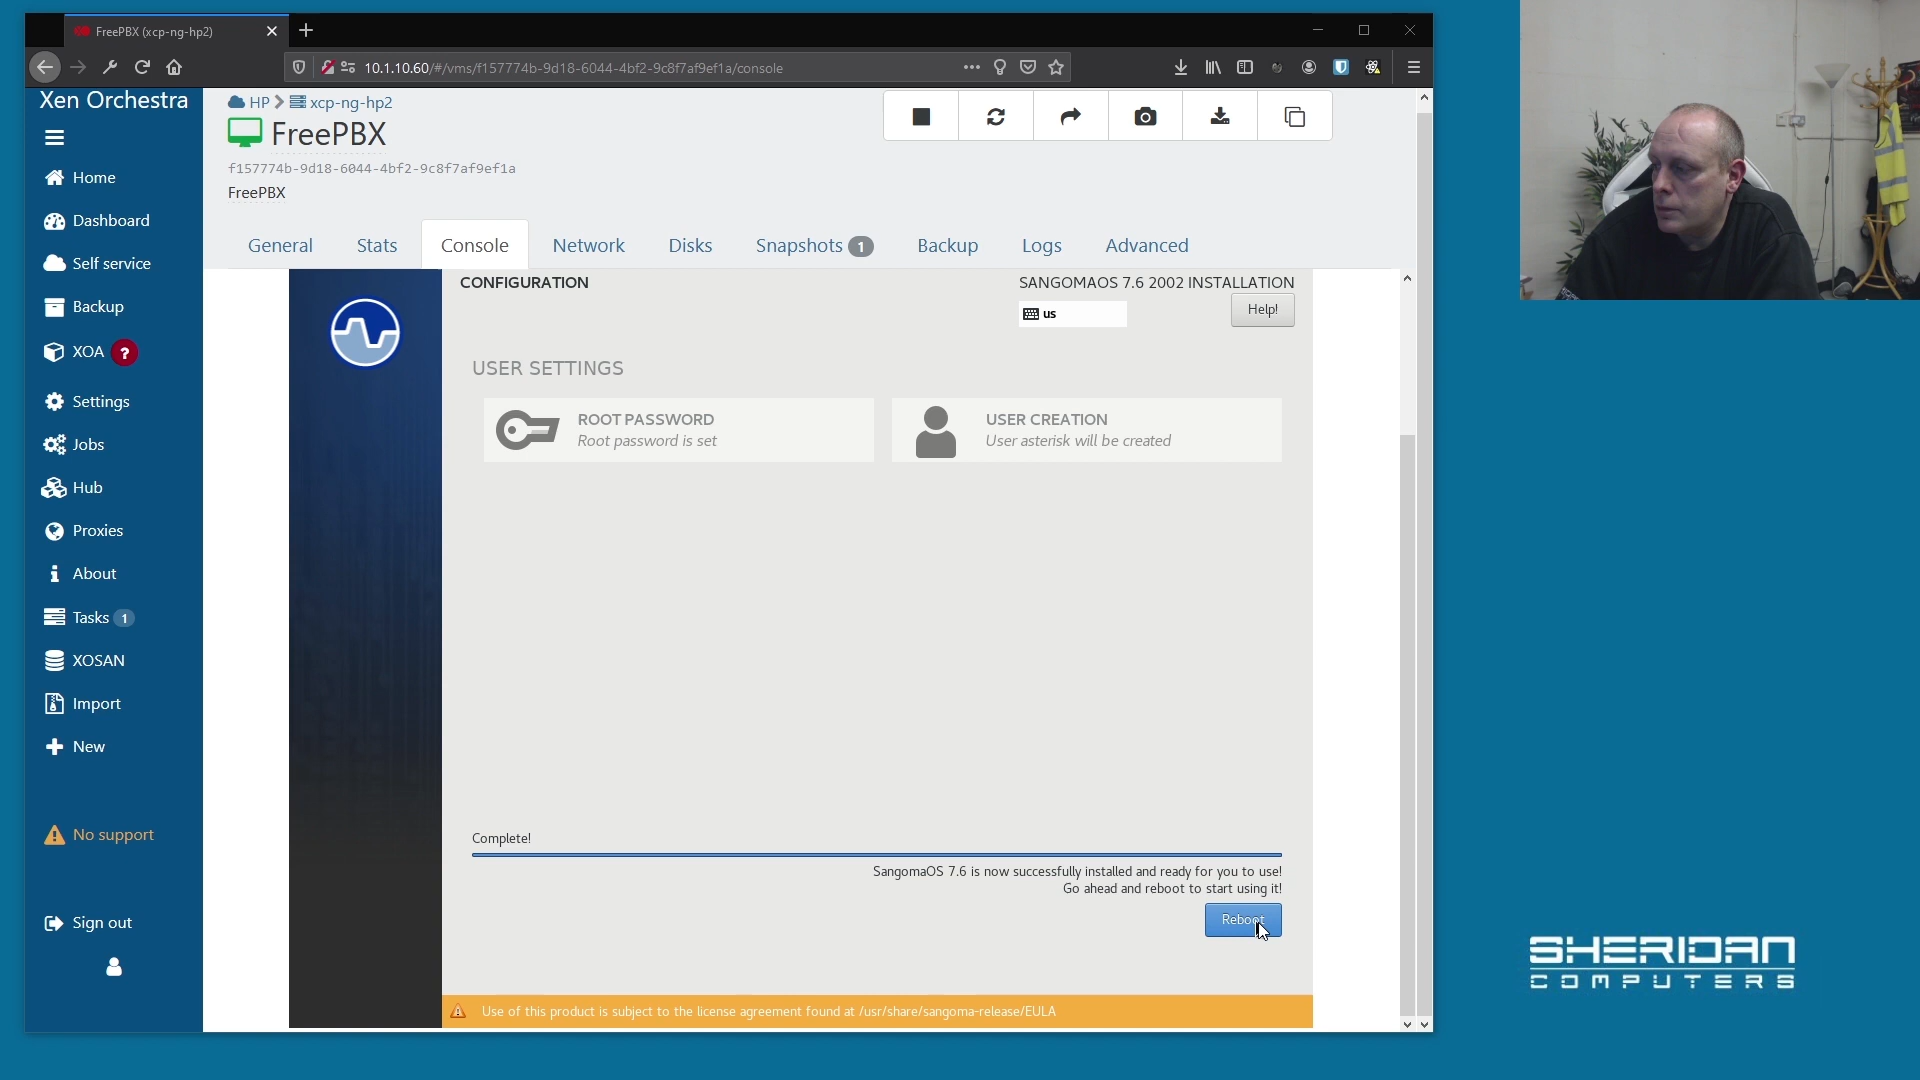 FreePBX (xcp-ng-hp2)
10.1.10.60/#/vms/f157774b-9d18-6044-4bf2-9c8f7af9ef1a/console
Xen Orchestra
Home
Dashboard
Self service
Backup
XOA ?
Settings
Jobs
Hub
Proxies
About
Tasks 1
XOSAN
Import
New
No support
Sign out
HP xcp-ng-hp2
FreePBX
f157774b-9d18-6044-4bf2-9c8f7af9ef1a
FreePBX
General Stats Console Network Disks Snapshots 1 Backup Logs Advanced
CONFIGURATION
SANGOMAOS 7.6 2002 INSTALLATION
us
Help!
USER SETTINGS
ROOT PASSWORD
Root password is set
USER CREATION
User asterisk will be created
Complete!
SangomaOS 7.6 is now successfully installed and ready for you to use!
Go ahead and reboot to start using it!
Reboot
Use of this product is subject to the license agreement found at /usr/share/sangoma-release/EULA
SHERIDAN
COMPUTERS